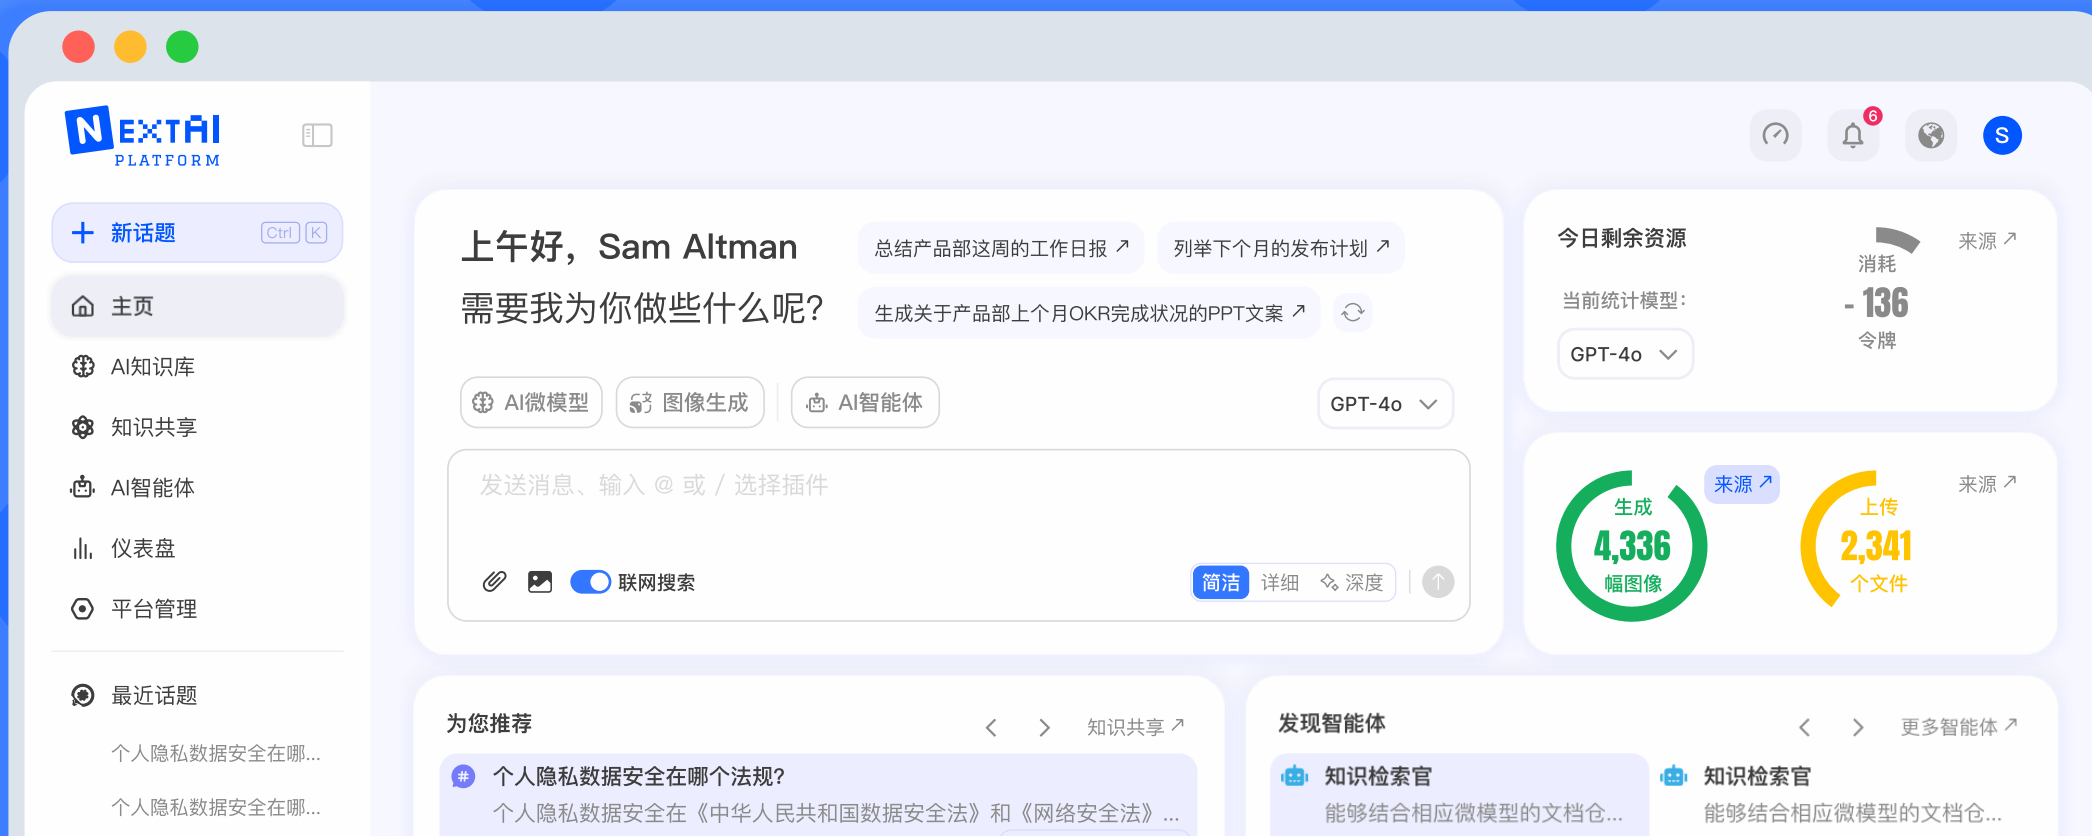 NEXTAI
PLATFORM
新话题 Ctrl K
主页
AI知识库
知识共享
AI智能体
仪表盘
平台管理
最近话题
个人隐私数据安全在哪...
个人隐私数据安全在哪...
6
S
上午好，Sam Altman
需要我为你做些什么呢？
总结产品部这周的工作日报
列举下个月的发布计划
生成关于产品部上个月OKR完成状况的PPT文案
AI微模型
图像生成
AI智能体
GPT-4o
发送消息、输入 @ 或 / 选择插件
联网搜索
简洁 详细 深度
今日剩余资源
来源
当前统计模型：
GPT-4o
消耗
- 136
令牌
生成
4,336
幅图像
来源
上传
2,341
个文件
来源
为您推荐
知识共享
# 个人隐私数据安全在哪个法规?
个人隐私数据安全在《中华人民共和国数据安全法》和《网络安全法》...
发现智能体
更多智能体
知识检索官
能够结合相应微模型的文档仓...
知识检索官
能够结合相应微模型的文档仓...